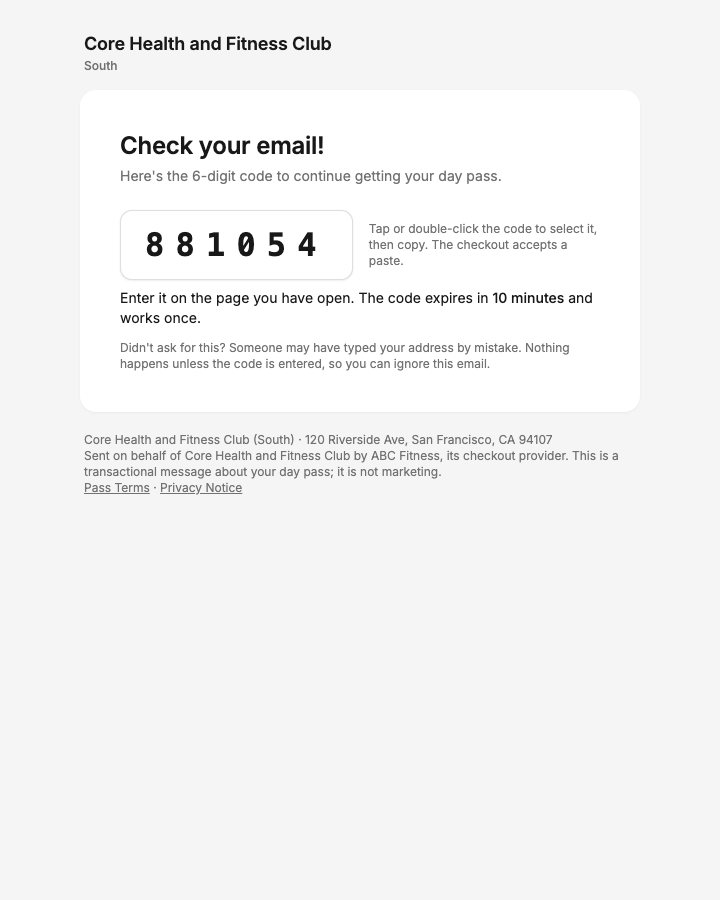 Core Health and Fitness Club
South
Check your email!
Here's the 6-digit code to continue getting your day pass.
881054
Tap or double-click the code to select it,
then copy. The checkout accepts a
paste.
Enter it on the page you have open. The code expires in 10 minutes and
works once.
Didn't ask for this? Someone may have typed your address by mistake. Nothing
happens unless the code is entered, so you can ignore this email.
Core Health and Fitness Club (South) · 120 Riverside Ave, San Francisco, CA 94107
Sent on behalf of Core Health and Fitness Club by ABC Fitness, its checkout provider. This is a
transactional message about your day pass; it is not marketing.
Pass Terms · Privacy Notice